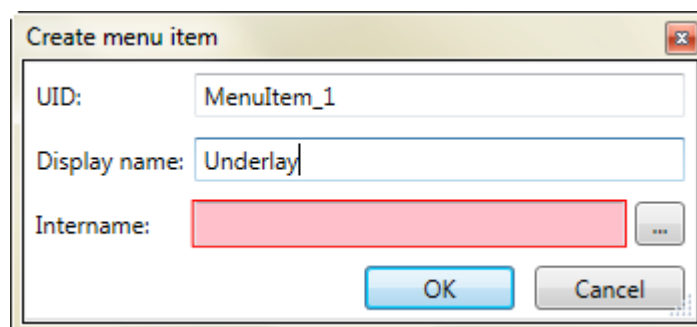 Create menu item
UID: MenuItem_1
Display name: Underlay
Intername: ...
OK Cancel